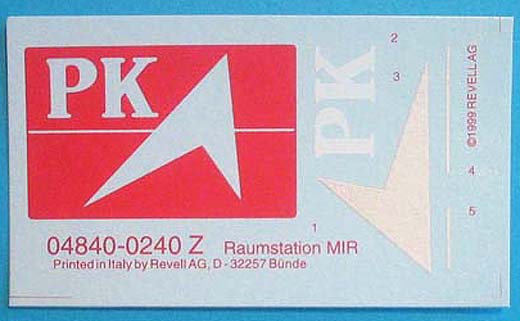 PK
PK
2
3
©1999 REVELL AG
4
5
1
04840-0240 Z Raumstation MIR
Printed in Italy by Revell AG, D - 32257 Bünde